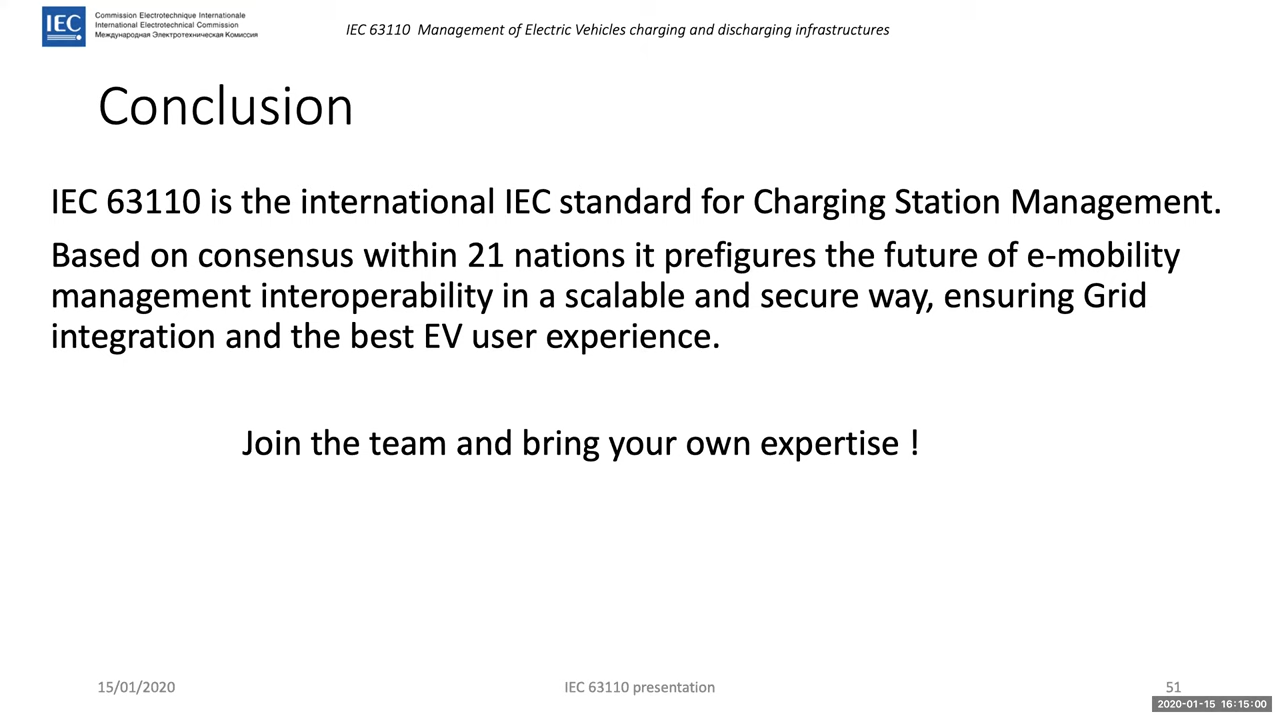 IEC
Commission Electrotechnique Internationale
International Electrotechnical Commission
Международная Электротехническая Комиссия
IEC 63110 Management of Electric Vehicles charging and discharging infrastructures
Conclusion
IEC 63110 is the international IEC standard for Charging Station Management.
Based on consensus within 21 nations it prefigures the future of e-mobility
management interoperability in a scalable and secure way, ensuring Grid
integration and the best EV user experience.
Join the team and bring your own expertise !
15/01/2020
IEC 63110 presentation
51
2020-01-15 16:15:00